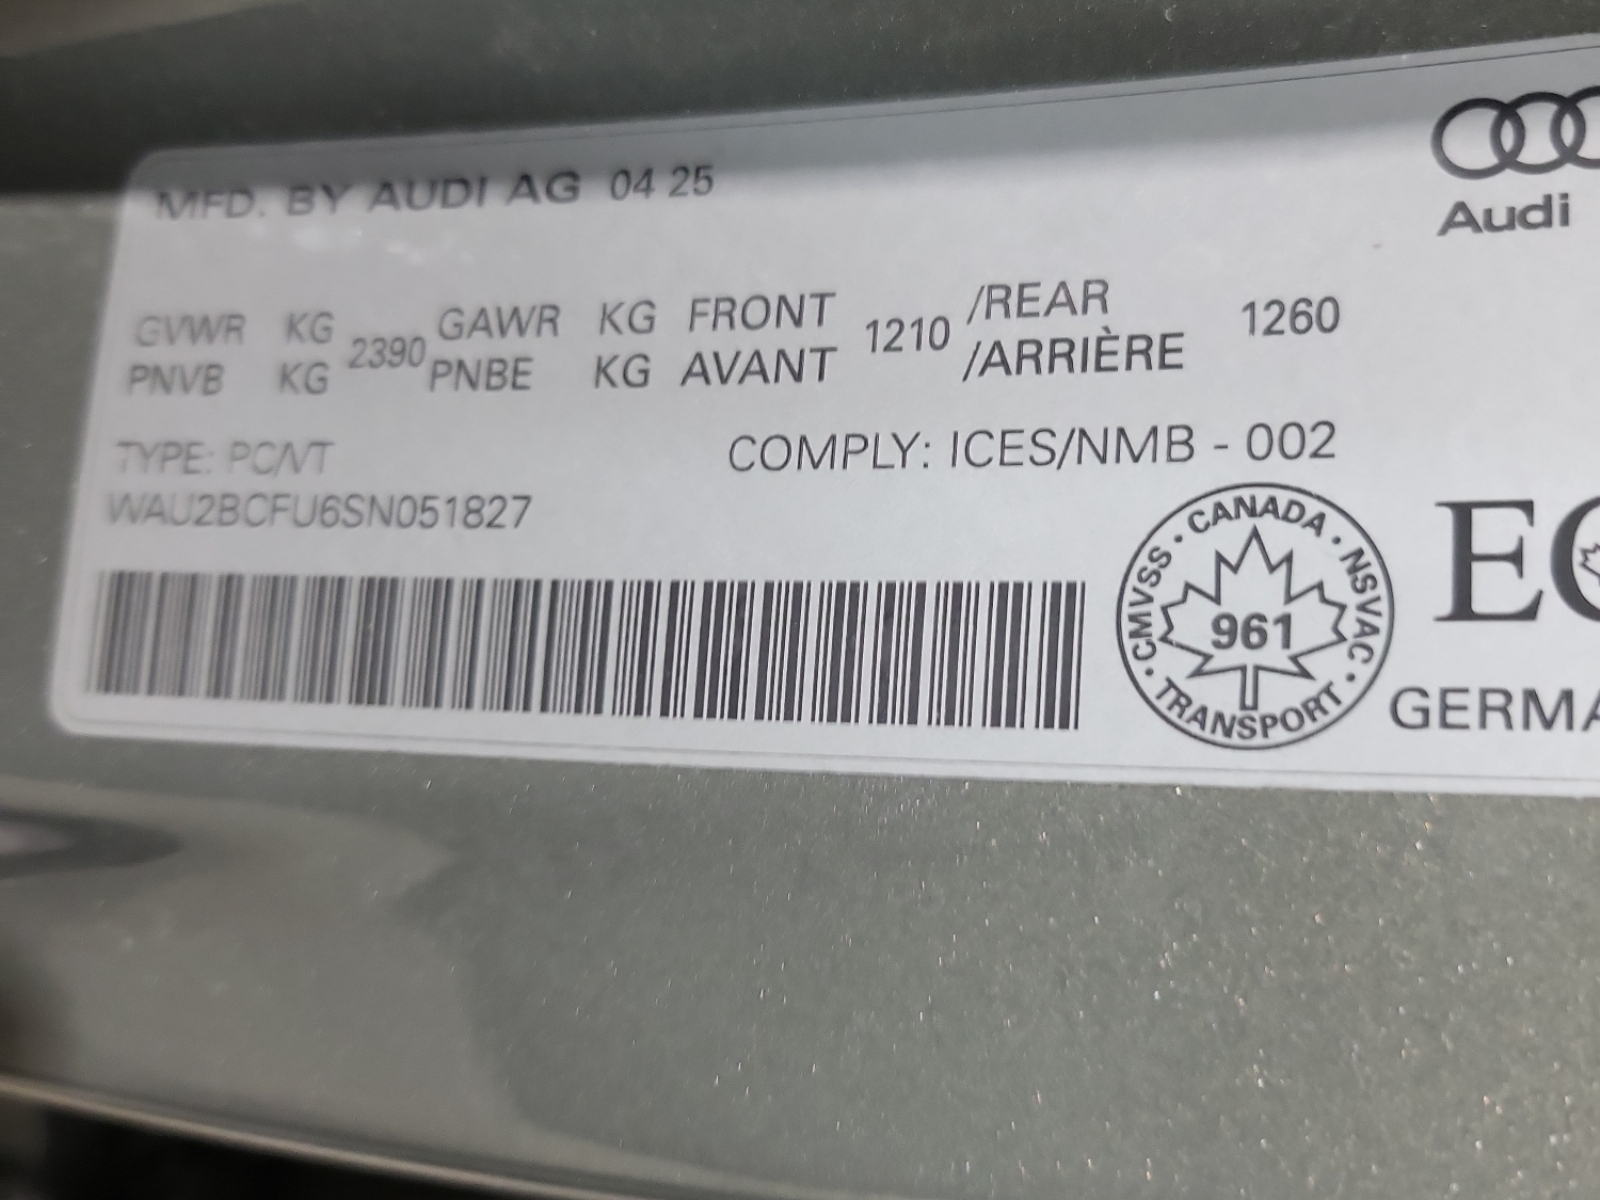 MFD. BY AUDI AG 04 25
Audi
GVWR KG 2390 GAWR KG FRONT 1210 /REAR 1260
PNVB KG PNBE KG AVANT /ARRIÈRE
TYPE: PC/VT
COMPLY: ICES/NMB - 002
WAU2BCFU6SN051827
CMVSS · CANADA · NSVAC · TRANSPORT ·
961